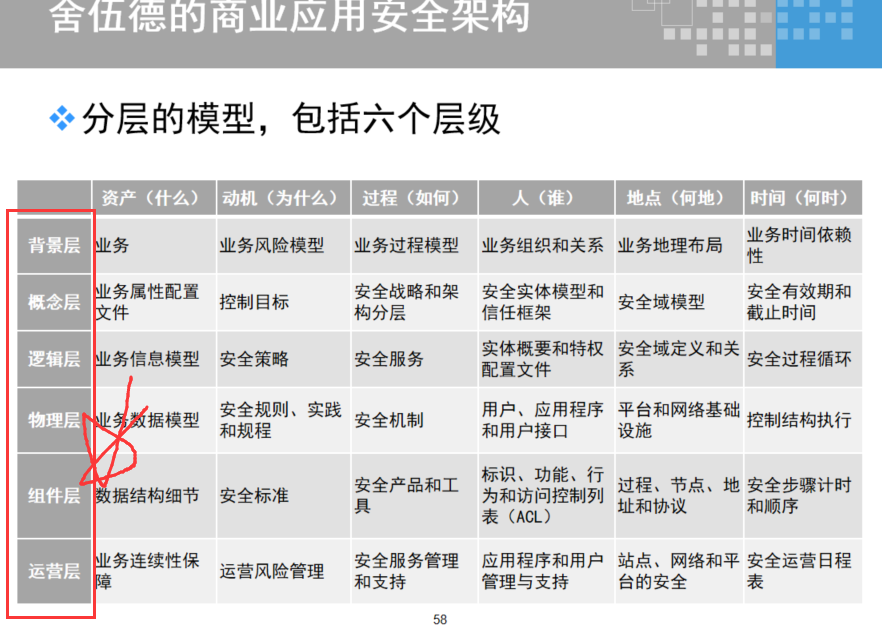 舍伍德的商业应用安全架构
分层的模型，包括六个层级
资产（什么） 动机（为什么） 过程（如何） 人（谁） 地点（何地） 时间（何时）
背景层 业务 业务风险模型 业务过程模型 业务组织和关系 业务地理布局 业务时间依赖
性
概念层 业务属性配置 控制目标 安全战略和架 安全实体模型和 安全域模型 安全有效期和
文件 构分层 信任框架 截止时间
逻辑层 业务信息模型 安全策略 安全服务 实体概要和特权 安全域定义和关 安全过程循环
配置文件 系
物理层 业务数据模型 安全规则、实践 安全机制 用户、应用程序 平台和网络基础 控制结构执行
和规程 和用户接口 设施
组件层 数据结构细节 安全标准 安全产品和工 标识、功能、行 过程、节点、地 安全步骤计时
具 为和访问控制列 址和协议 和顺序
表（ACL）
运营层 业务连续性保 运营风险管理 安全服务管理 应用程序和用户 站点、网络和平 安全运营日程
障 和支持 管理与支持 台的安全 表
58